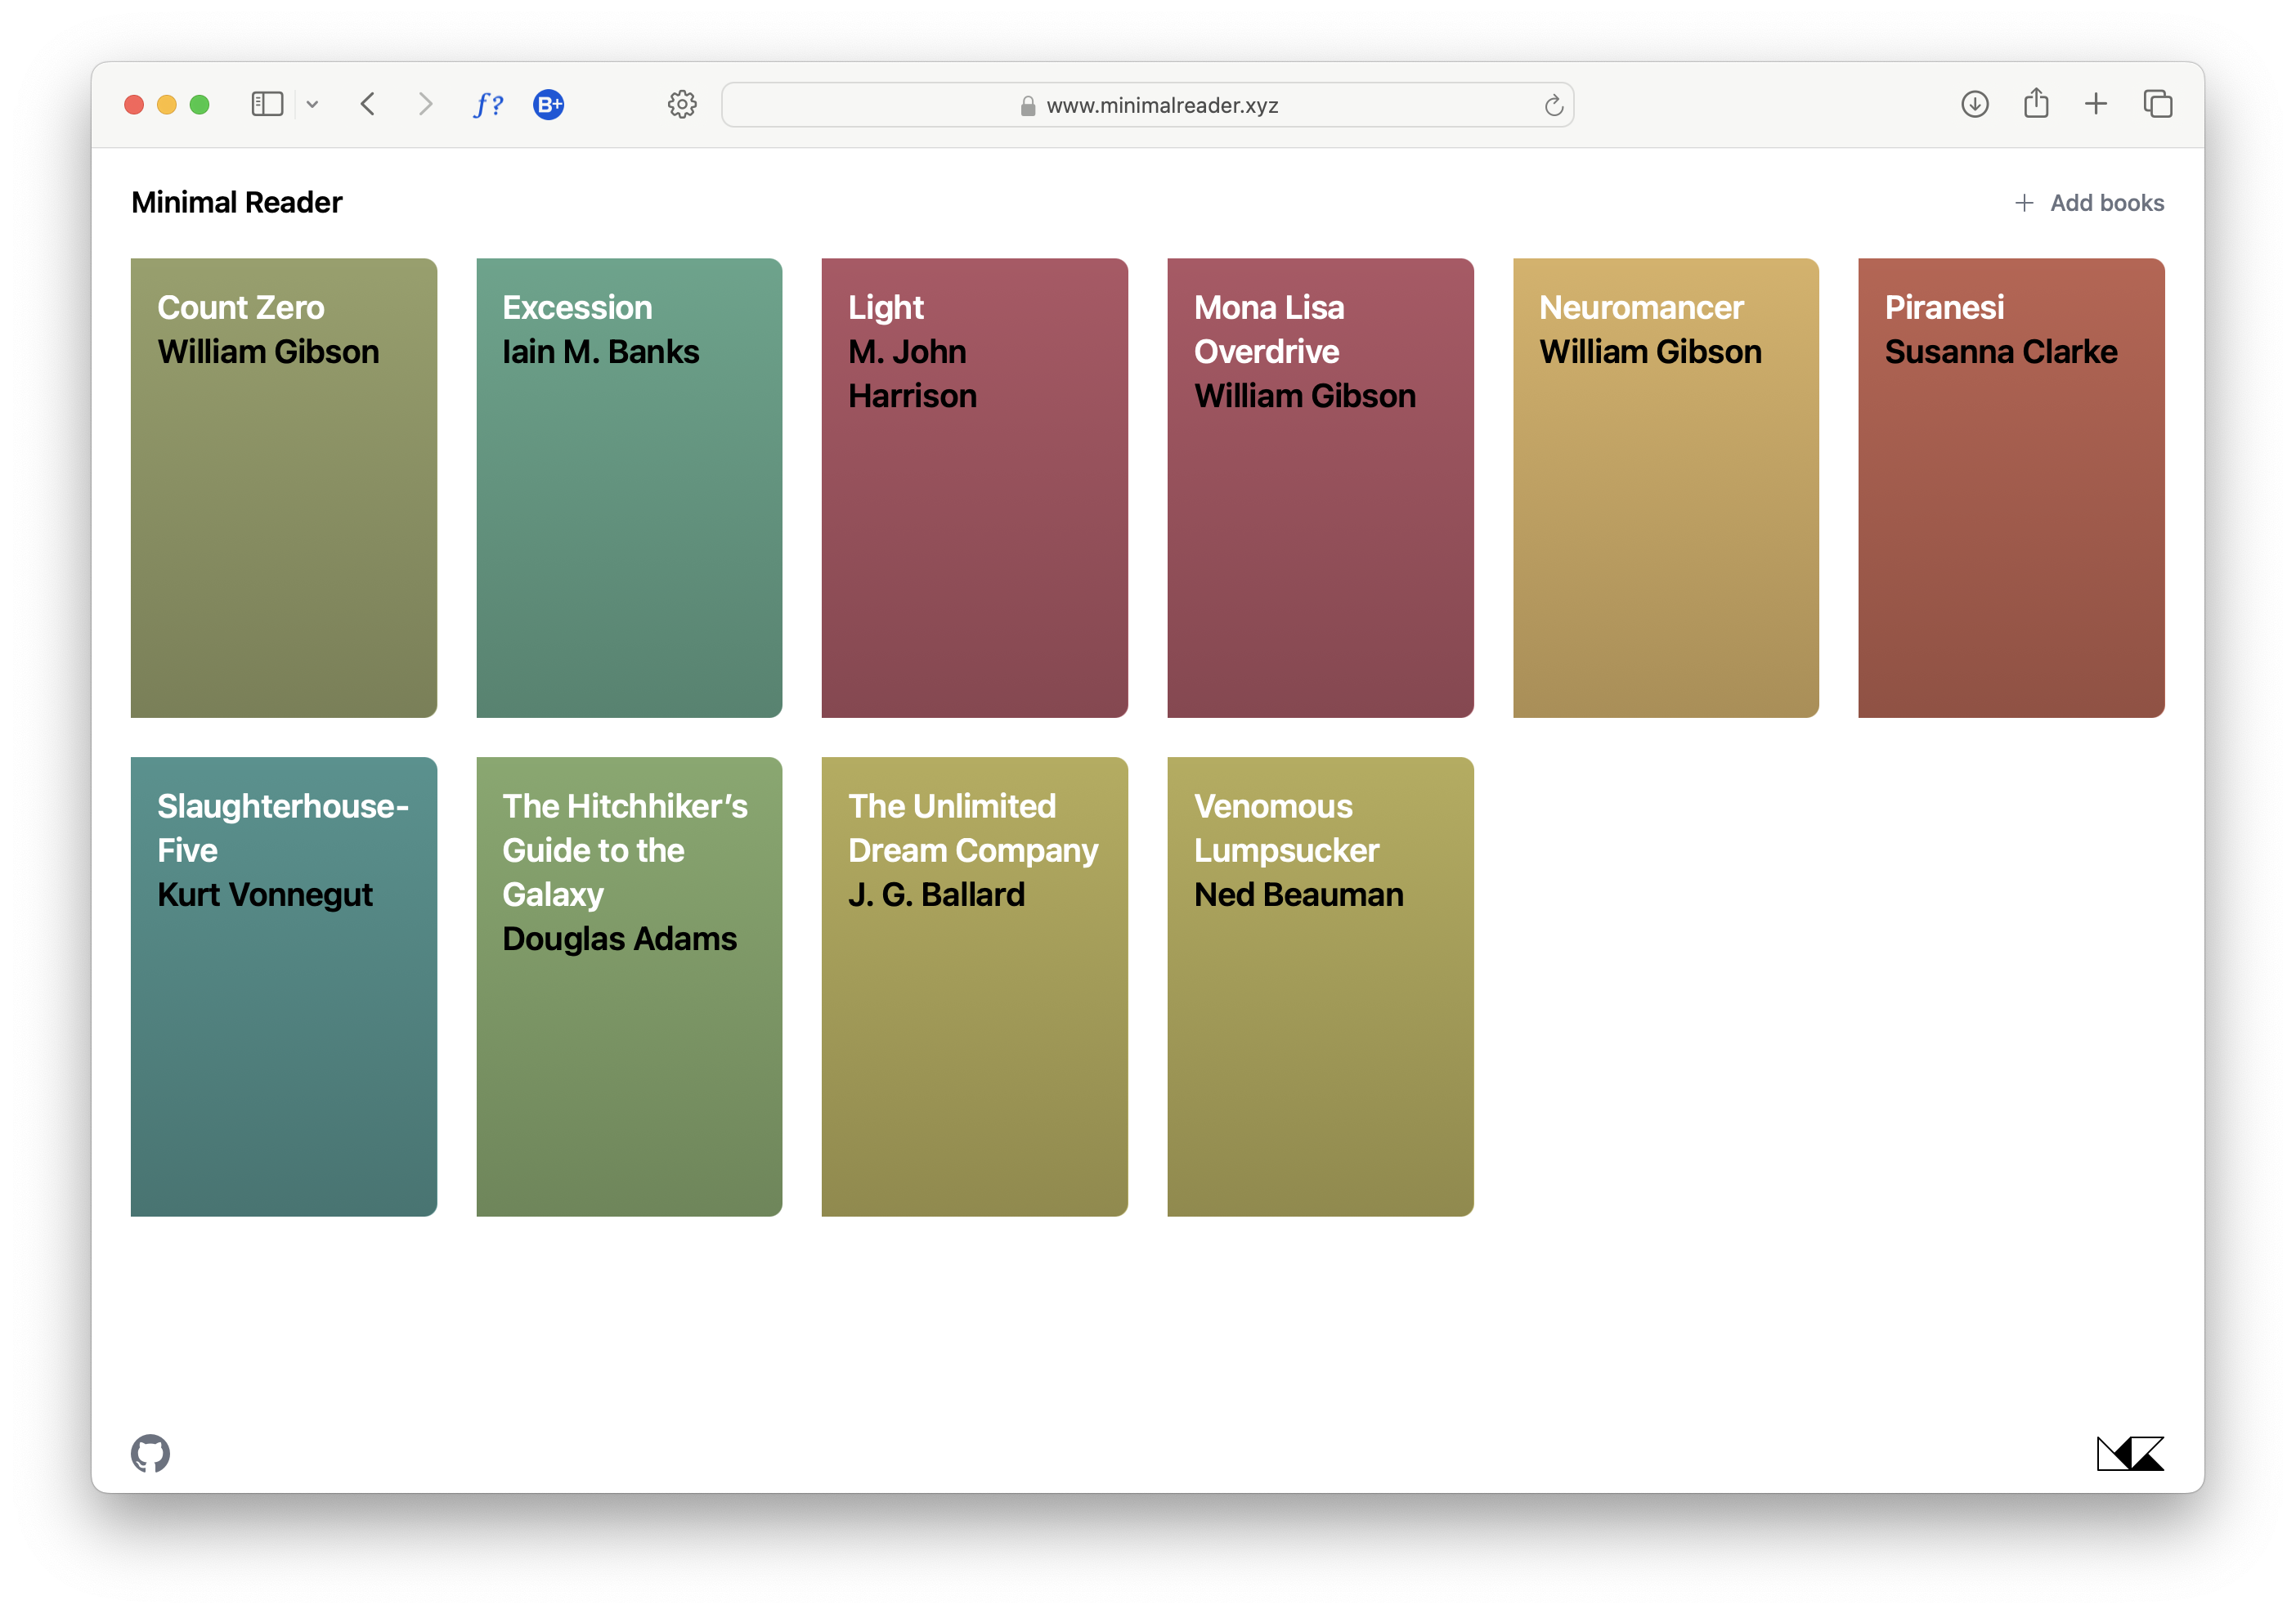 ƒ?
B+
www.minimalreader.xyz
Minimal Reader
Add books
Count Zero
William Gibson
Excession
Iain M. Banks
Light
M. John
Harrison
Mona Lisa
Overdrive
William Gibson
Neuromancer
William Gibson
Piranesi
Susanna Clarke
Slaughterhouse-
Five
Kurt Vonnegut
The Hitchhiker’s
Guide to the
Galaxy
Douglas Adams
The Unlimited
Dream Company
J. G. Ballard
Venomous
Lumpsucker
Ned Beauman